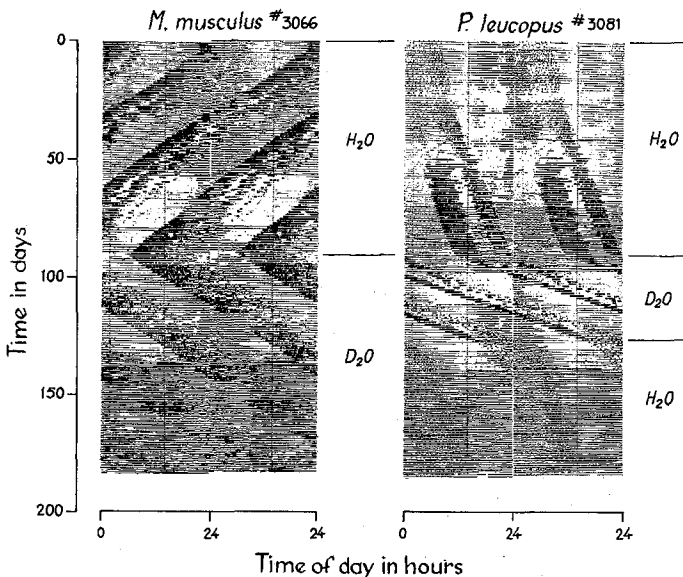 M. musculus #3066
P. leucopus #3081
0
50
100
150
200
Time in days
H₂O
D₂O
H₂O
D₂O
H₂O
0
24
24
0
24
24
Time of day in hours